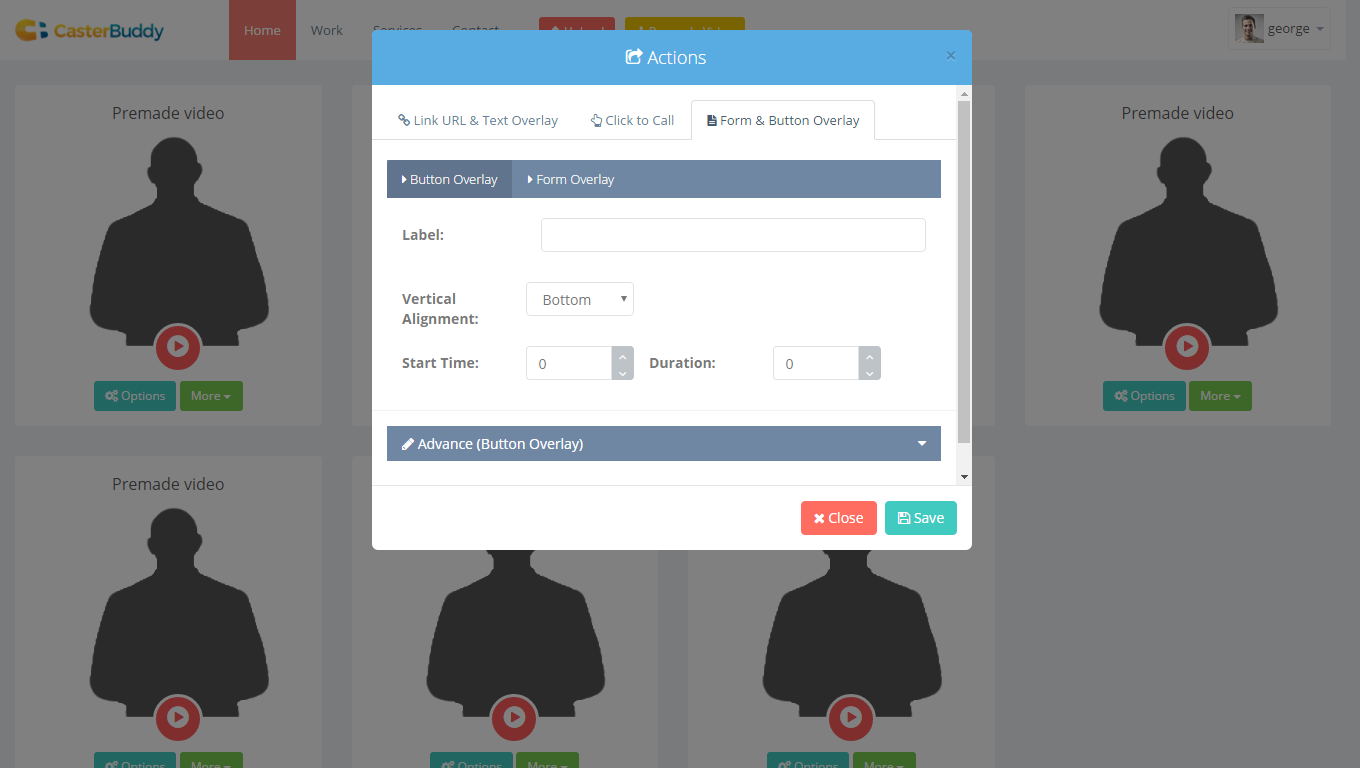 CasterBuddy
Home
Work
Services
Contact
george
Actions
×
Premade video
Premade video
Link URL & Text Overlay
Click to Call
Form & Button Overlay
Button Overlay
Form Overlay
Label:
Vertical
Alignment:
Bottom
Start Time:
0
Duration:
0
Options
More
Options
More
Advance (Button Overlay)
Premade video
Close
Save
Options
More
Options
More
Options
More